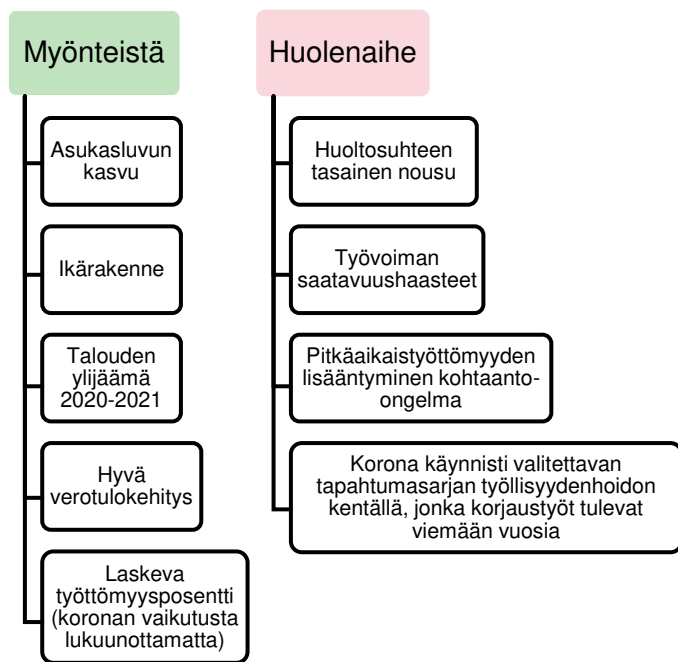 Myönteistä
Asukasluvun
kasvu
Ikärakenne
Talouden
ylijäämä
2020-2021
Hyvä
verotulokehitys
Laskeva
työttömyysposentti
(koronan vaikutusta
lukuunottamatta)
Huolenaihe
Huoltosuhteen
tasainen nousu
Työvoiman
saatavuushaasteet
Pitkäaikaistyöttömyyden
lisääntyminen kohtaanto-
ongelma
Korona käynnisti valitettavan
tapahtumasarjan työllisyydenhoidon
kentällä, jonka korjaustyöt tulevat
viemään vuosia